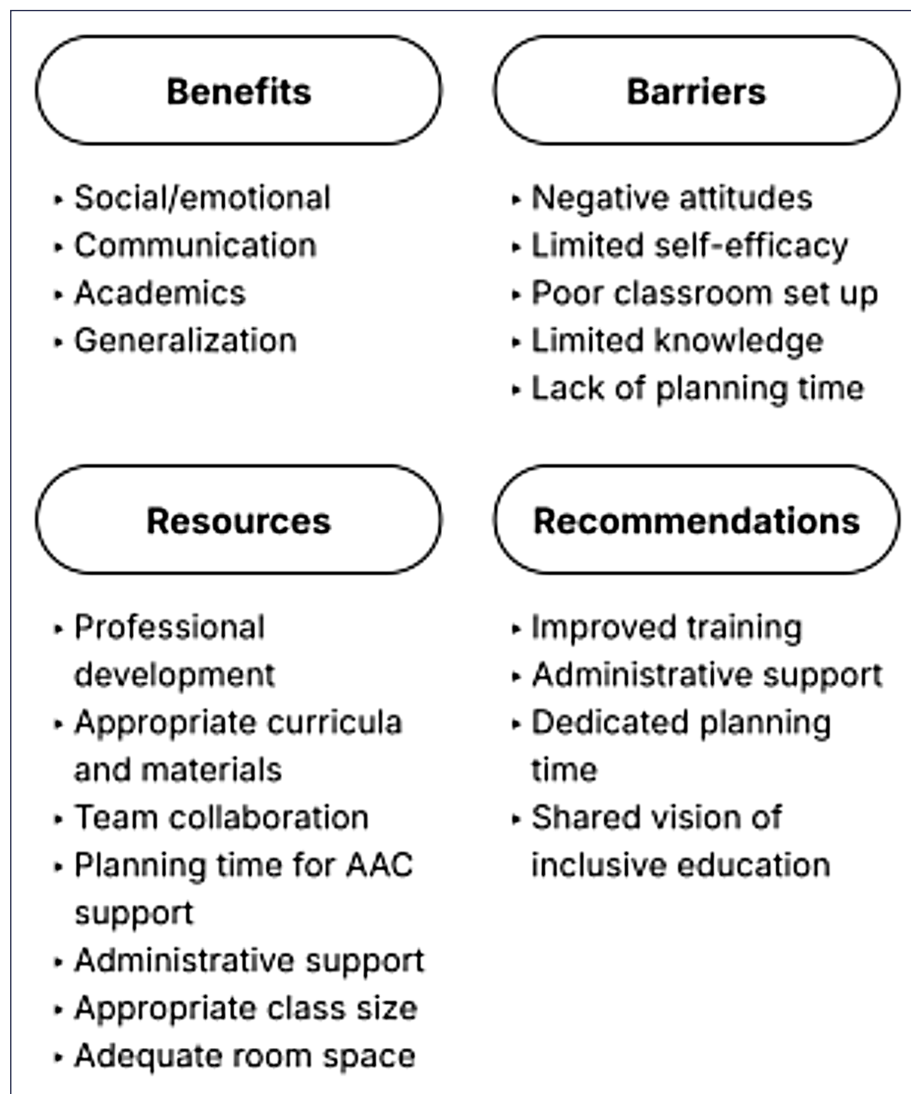 Benefits
‣ Social/emotional
‣ Communication
‣ Academics
‣ Generalization
Barriers
‣ Negative attitudes
‣ Limited self-efficacy
‣ Poor classroom set up
‣ Limited knowledge
‣ Lack of planning time
Resources
‣ Professional
development
‣ Appropriate curricula
and materials
‣ Team collaboration
‣ Planning time for AAC
support
‣ Administrative support
‣ Appropriate class size
‣ Adequate room space
Recommendations
‣ Improved training
‣ Administrative support
‣ Dedicated planning
time
‣ Shared vision of
inclusive education